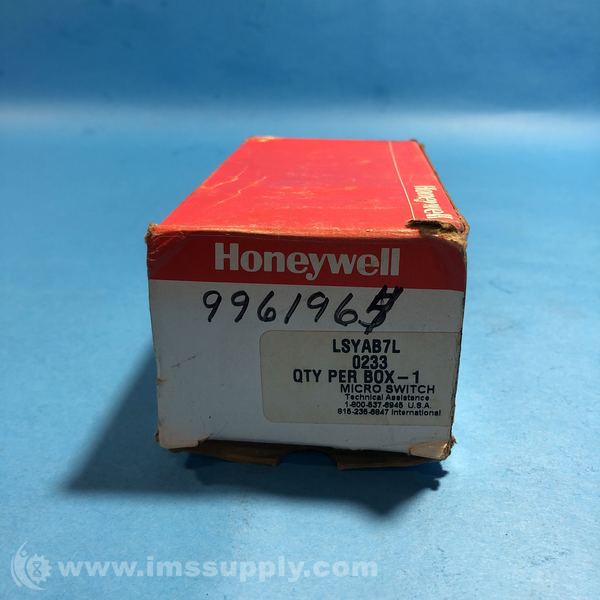 Honeywell
Honeywell
9961964
LSYAB7L
0233
QTY PER BOX-1
MICRO SWITCH
Technical Assistance
1-800-537-6945 U.S.A.
815-235-6847 International
www.imssupply.com